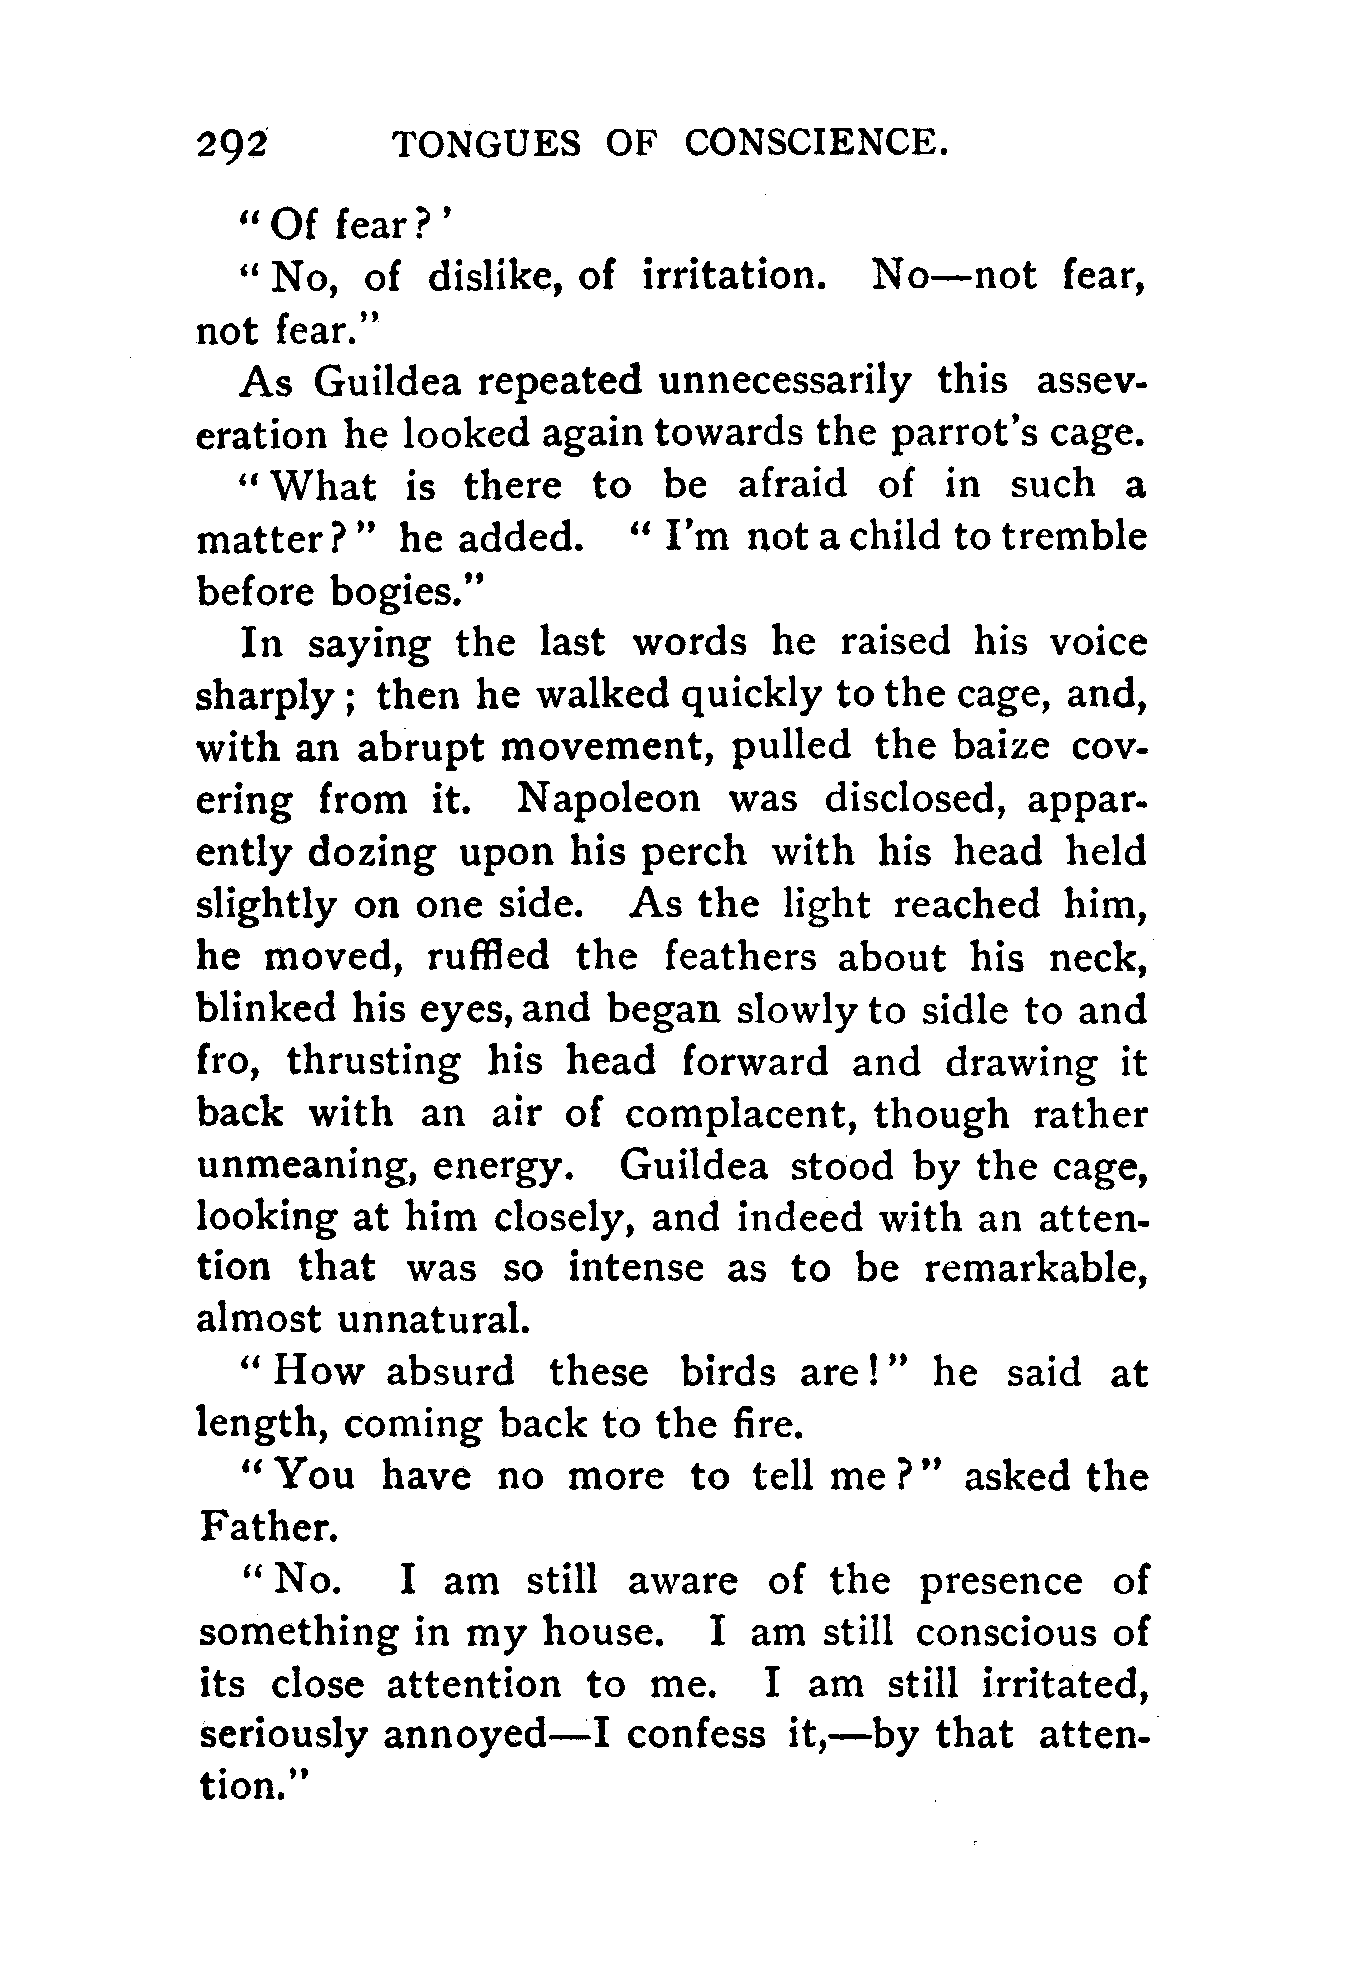 292 TONGUES OF CONSCIENCE.
“Of fear?’
“No, of dislike, of irritation. No—not fear,
not fear.”
As Guildea repeated unnecessarily this assev-
eration he looked again towards the parrot’s cage.
“What is there to be afraid of in such a
matter?” he added. “I’m not a child to tremble
before bogies.”
In saying the last words he raised his voice
sharply; then he walked quickly to the cage, and,
with an abrupt movement, pulled the baize cov-
ering from it. Napoleon was disclosed, appar-
ently dozing upon his perch with his head held
slightly on one side. As the light reached him,
he moved, ruffled the feathers about his neck,
blinked his eyes, and began slowly to sidle to and
fro, thrusting his head forward and drawing it
back with an air of complacent, though rather
unmeaning, energy. Guildea stood by the cage,
looking at him closely, and indeed with an atten-
tion that was so intense as to be remarkable,
almost unnatural.
“How absurd these birds are!” he said at
length, coming back to the fire.
“You have no more to tell me?” asked the
Father.
“No. I am still aware of the presence of
something in my house. I am still conscious of
its close attention to me. I am still irritated,
seriously annoyed—I confess it,—by that atten-
tion.”